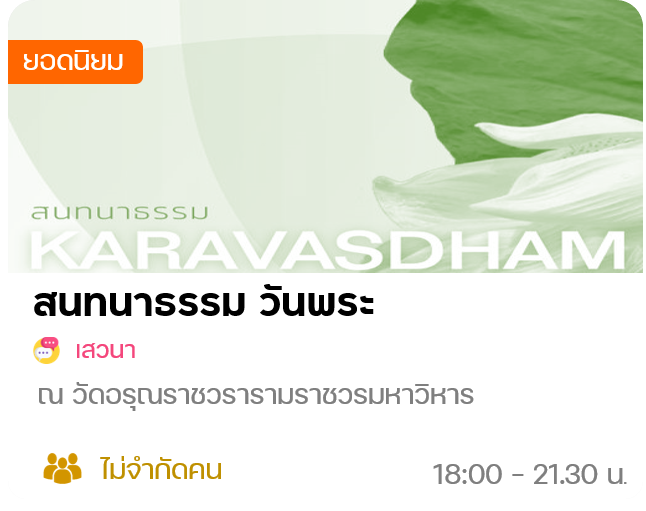 ยอดนิยม
สนทนาธรรม
KARAVASDHAM
สนทนาธรรม วันพระ
เสวนา
ณ วัดอรุณราชวรารามราชวรมหาวิหาร
ไม่จำกัดคน
18:00 - 21.30 น.